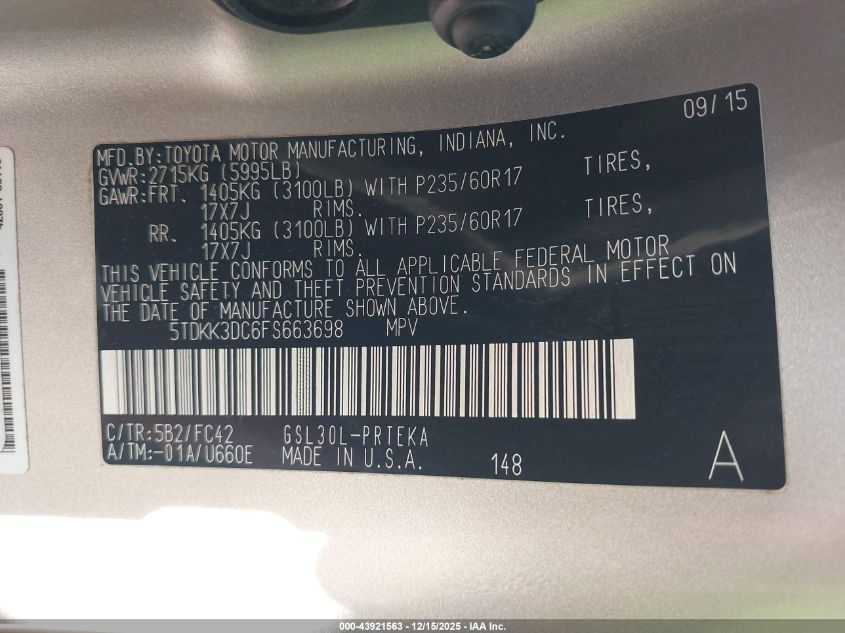 09/15
MFD.BY:TOYOTA MOTOR MANUFACTURING, INDIANA, INC.
GVWR:2715KG (5995LB)
GAWR:FRT. 1405KG (3100LB) WITH P235/60R17 TIRES,
17X7J RIMS.
RR. 1405KG (3100LB) WITH P235/60R17 TIRES,
17X7J RIMS.
THIS VEHICLE CONFORMS TO ALL APPLICABLE FEDERAL MOTOR
VEHICLE SAFETY AND THEFT PREVENTION STANDARDS IN EFFECT ON
THE DATE OF MANUFACTURE SHOWN ABOVE.
5TDKK3DC6FS663698 MPV
C/TR:5B2/FC42 GSL30L-PRTEKA
A/TM:-01A/U660E MADE IN U.S.A. 148 A
000-43921563 - 12/15/2025 - IAA Inc.